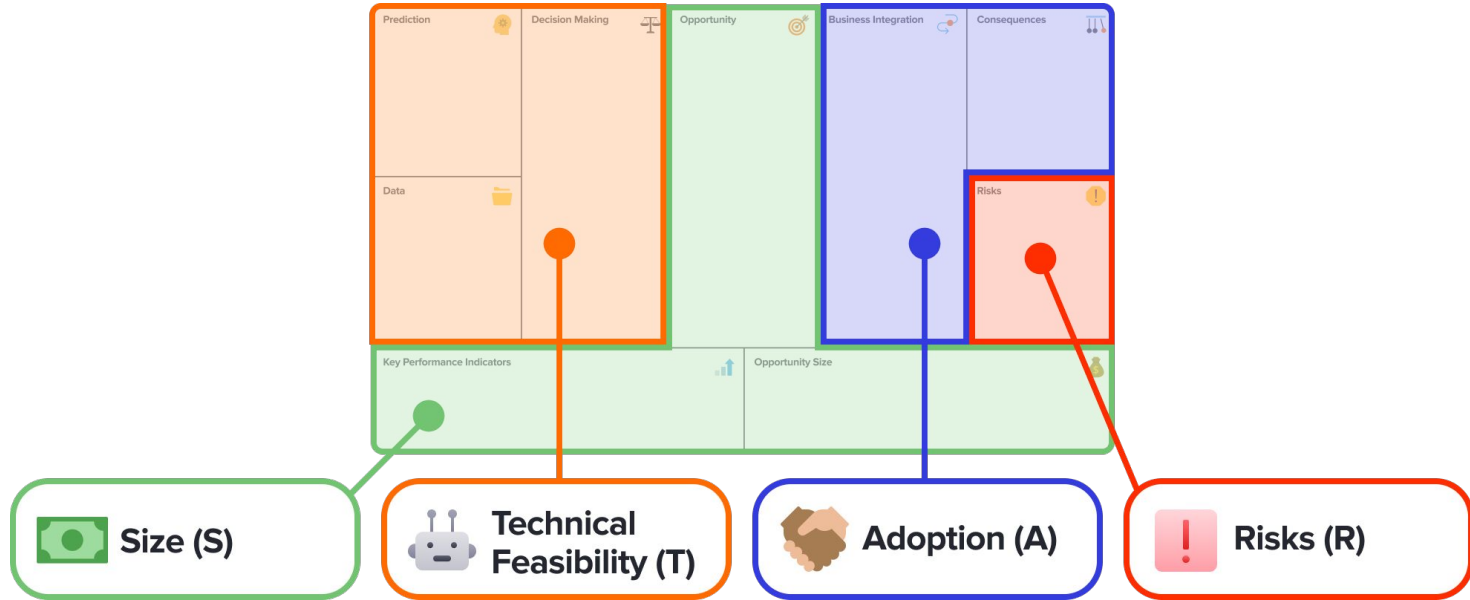 Prediction
Decision Making
Opportunity
Business Integration
Consequences
Data
Risks
Key Performance Indicators
Opportunity Size
Size (S)
Technical
Feasibility (T)
Adoption (A)
Risks (R)